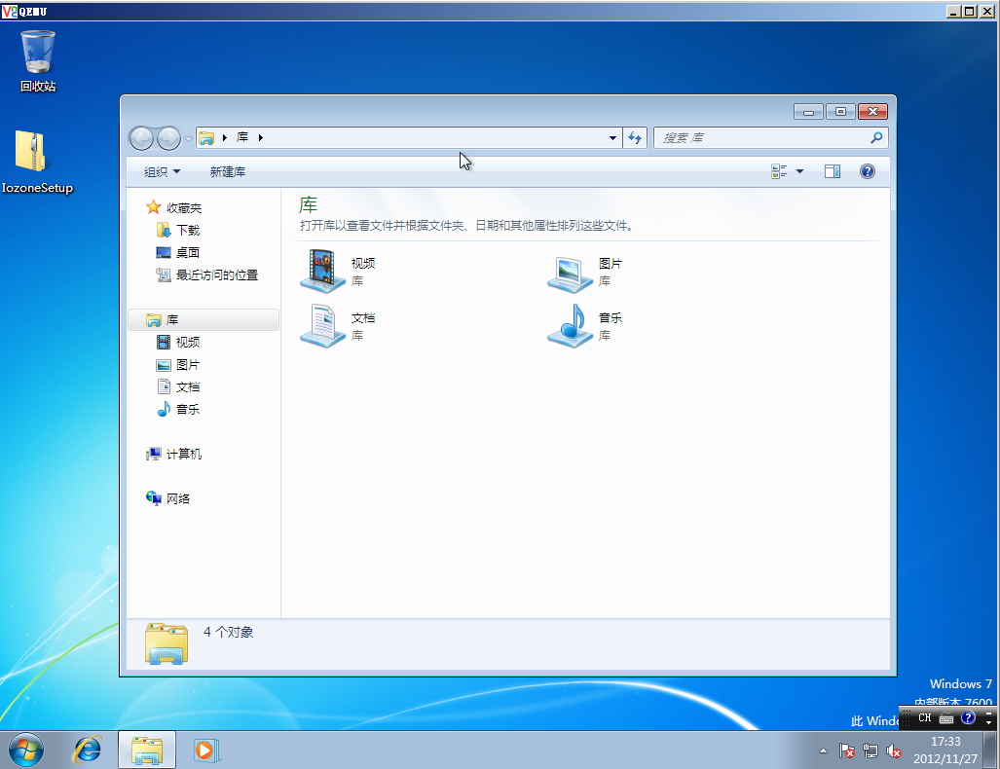 QEMU
回收站
IozoneSetup
库
搜索 库
组织
新建库
收藏夹
下载
桌面
最近访问的位置
库
视频
图片
文档
音乐
计算机
网络
库
打开库以查看文件并根据文件夹、日期和其他属性排列这些文件。
视频
库
图片
库
文档
库
音乐
库
4 个对象
Windows 7
内部版本 7600
此 Wind
CH
17:33
2012/11/27